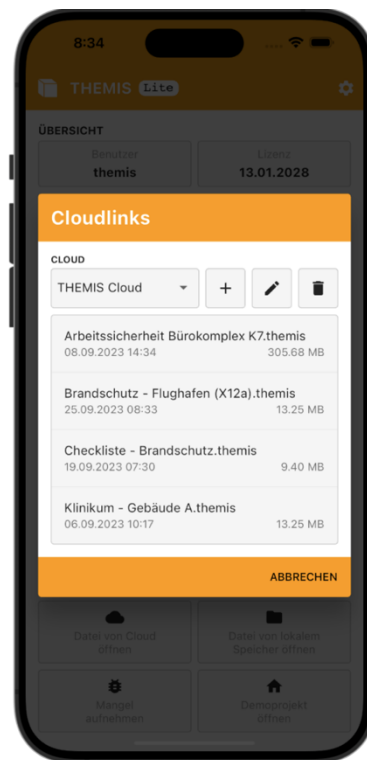 8:34
THEMIS Lite
ÜBERSICHT
Benutzer Lizenz
themis 13.01.2028
Cloudlinks
CLOUD
THEMIS Cloud
Arbeitssicherheit Bürokomplex K7.themis
08.09.2023 14:34 305.68 MB
Brandschutz - Flughafen (X12a).themis
25.09.2023 08:33 13.25 MB
Checkliste - Brandschutz.themis
19.09.2023 07:30 9.40 MB
Klinikum - Gebäude A.themis
06.09.2023 10:17 13.25 MB
ABBRECHEN
Datei von Cloud Datei von lokalem
öffnen Speicher öffnen
Mangel Demoprojekt
aufnehmen öffnen